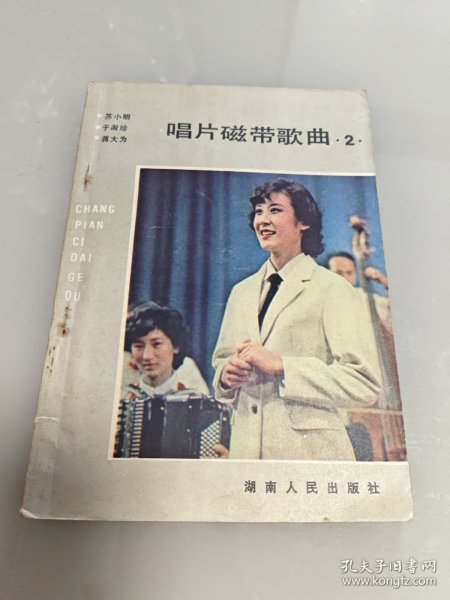 苏小明
于淑珍
蒋大为
唱片磁带歌曲·2·
CHANG
PIAN
CI
DAI
GE
QU
湖南人民出版社
孔夫子旧书网
www.kongfz.com